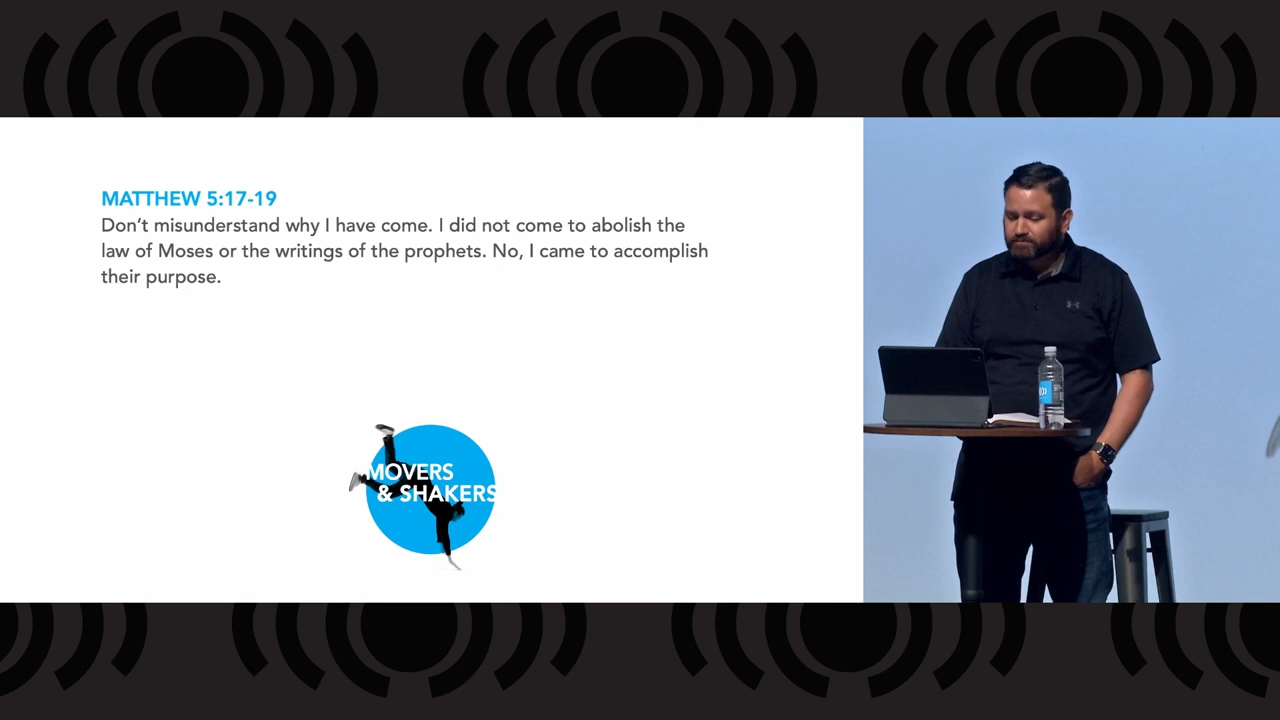 MATTHEW 5:17-19
Don’t misunderstand why I have come. I did not come to abolish the
law of Moses or the writings of the prophets. No, I came to accomplish
their purpose.
MOVERS
& SHAKERS